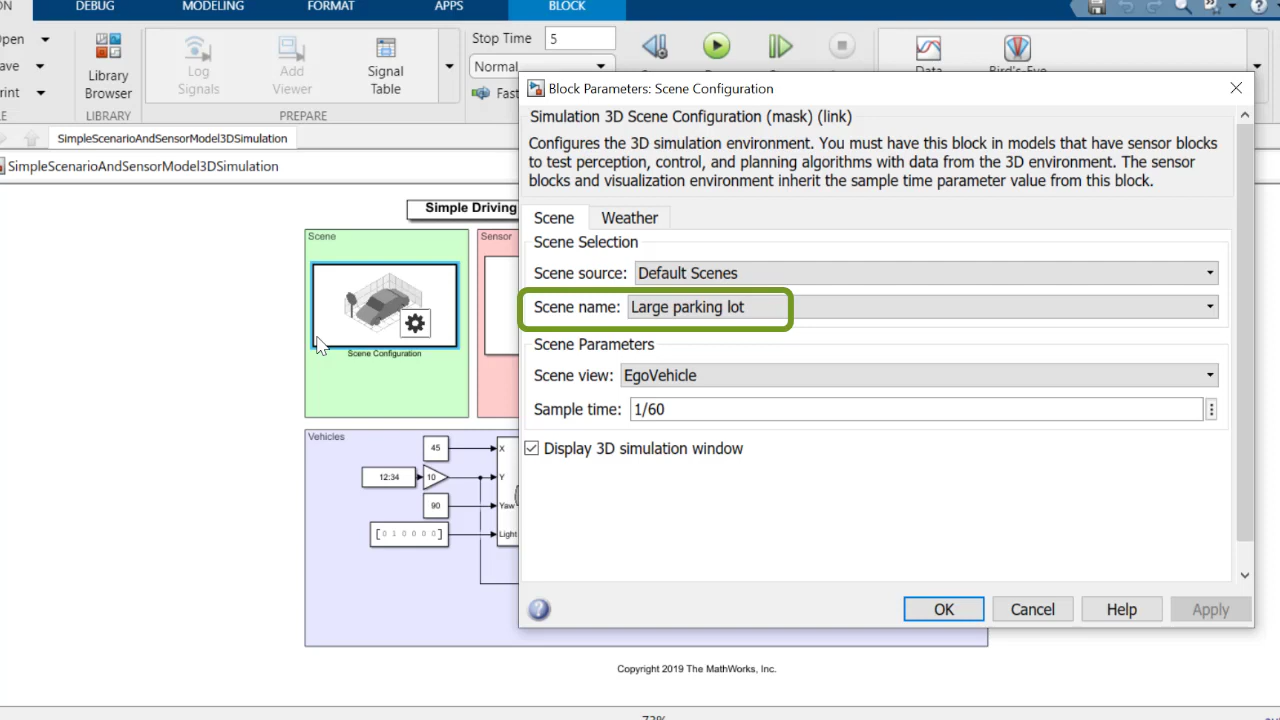 ON
DEBUG
MODELING
FORMAT
APPS
BLOCK
Open
Save
Print
Library
Browser
LIBRARY
Log
Signals
Add
Viewer
Signal
Table
PREPARE
Stop Time
5
Normal
Fast
Data
Bird's-Eye
SimpleScenarioAndSensorModel3DSimulation
SimpleScenarioAndSensorModel3DSimulation
Simple Driving
Scene
Scene Configuration
Sensor
Vehicles
45
12:34
10
90
[0 1 0 0 0 0]
X
Y
Yaw
Light
Copyright 2019 The MathWorks, Inc.
73%
Block Parameters: Scene Configuration
Simulation 3D Scene Configuration (mask) (link)
Configures the 3D simulation environment. You must have this block in models that have sensor blocks
to test perception, control, and planning algorithms with data from the 3D environment. The sensor
blocks and visualization environment inherit the sample time parameter value from this block.
Scene
Weather
Scene Selection
Scene source: Default Scenes
Scene name: Large parking lot
Scene Parameters
Scene view: EgoVehicle
Sample time: 1/60
Display 3D simulation window
OK
Cancel
Help
Apply